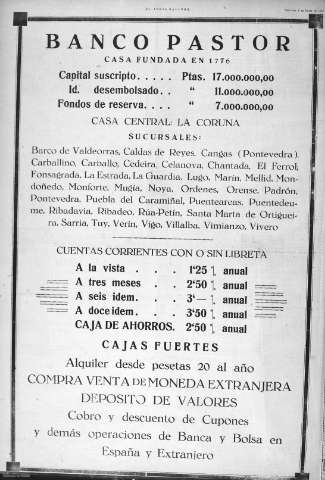 BANCO PASTOR
CASA FUNDADA EN 1776
Capital suscripto. . . . . Ptas. 17.000.000,00
Id. desembolsado. . “ 11.000.000,00
Fondos de reserva. . . . “ 7.000.000,00
CASA CENTRAL: LA CORUÑA
SUCURSALES:
Barco de Valdeorras, Caldas de Reyes, Cangas (Pontevedra),
Carballino, Carballo, Cedeira, Celanova, Chantada, El Ferrol,
Fonsagrada, La Estrada, La Guardia, Lugo, Marín, Mellid, Mon-
doñedo, Monforte, Mugía, Noya, Ordenes, Orense, Padrón,
Pontevedra, Puebla del Caramiñal, Puenteareas, Puentedeu-
me, Ribadavia, Ribadeo, Rúa-Petín, Santa Marta de Ortiguei-
ra, Sarria, Tuy, Verín, Vigo, Villalba, Vimianzo, Vivero
CUENTAS CORRIENTES CON O SIN LIBRETA
A la vista . . . 1'25 % anual
A tres meses . . 2'50 % anual
A seis idem. . . 3'— % anual
A doce idem. . . 3'50 % anual
CAJA DE AHORROS. 2'50 % anual
CAJAS FUERTES
Alquiler desde pesetas 20 al año
COMPRA VENTA DE MONEDA EXTRANJERA
DEPOSITO DE VALORES
Cobro y descuento de Cupones
y demás operaciones de Banca y Bolsa en
España y Extranjero